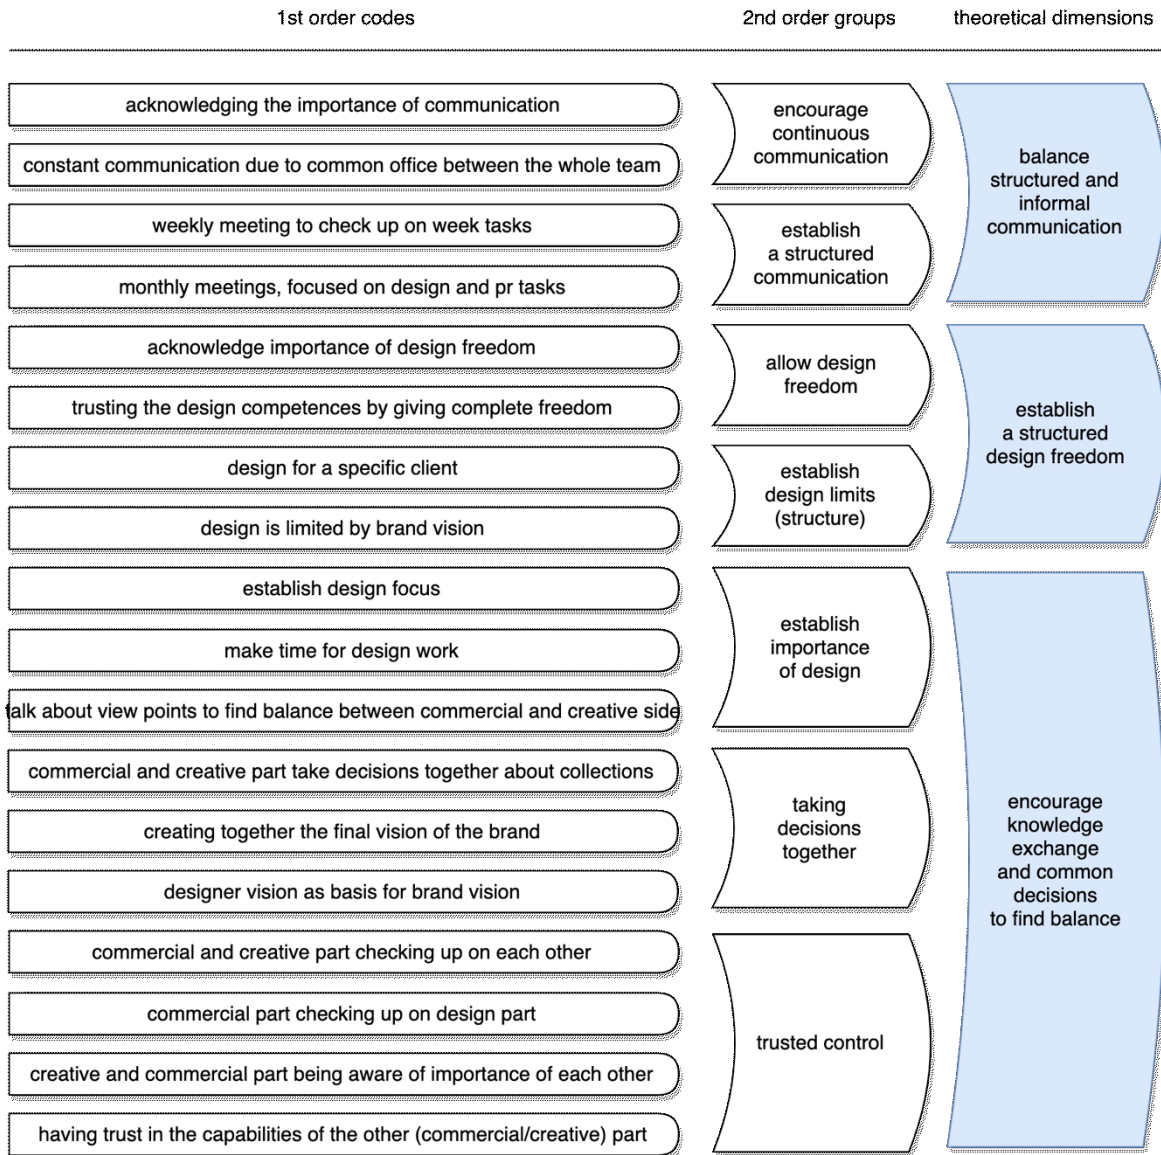 1st order codes
2nd order groups
theoretical dimensions
acknowledging the importance of communication
constant communication due to common office between the whole team
weekly meeting to check up on week tasks
monthly meetings, focused on design and pr tasks
acknowledge importance of design freedom
trusting the design competences by giving complete freedom
design for a specific client
design is limited by brand vision
establish design focus
make time for design work
talk about view points to find balance between commercial and creative side
commercial and creative part take decisions together about collections
creating together the final vision of the brand
designer vision as basis for brand vision
commercial and creative part checking up on each other
commercial part checking up on design part
creative and commercial part being aware of importance of each other
having trust in the capabilities of the other (commercial/creative) part
encourage
continuous
communication
establish
a structured
communication
allow design
freedom
establish
design limits
(structure)
establish
importance
of design
taking
decisions
together
trusted control
balance
structured and
informal
communication
establish
a structured
design freedom
encourage
knowledge
exchange
and common
decisions
to find balance